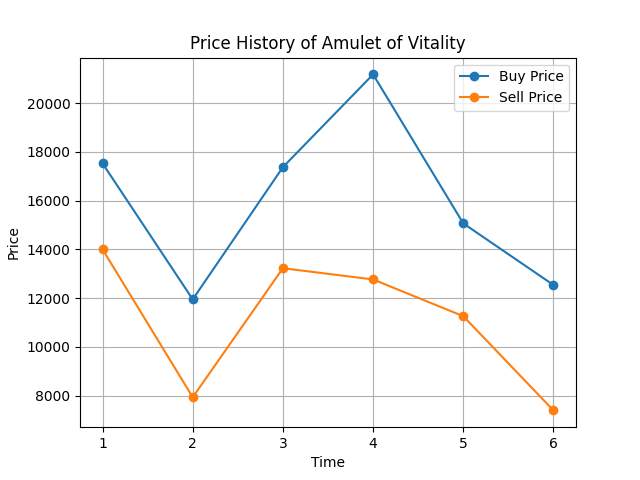 Price History of Amulet of Vitality
Buy Price
Sell Price
Price
20000
18000
16000
14000
12000
10000
8000
1 2 3 4 5 6
Time